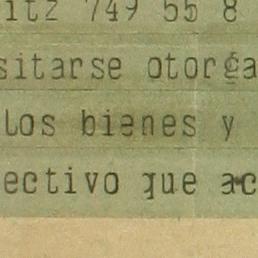 itz 749 55 8
sitarse otorga
los bienes y
ectivo que ac